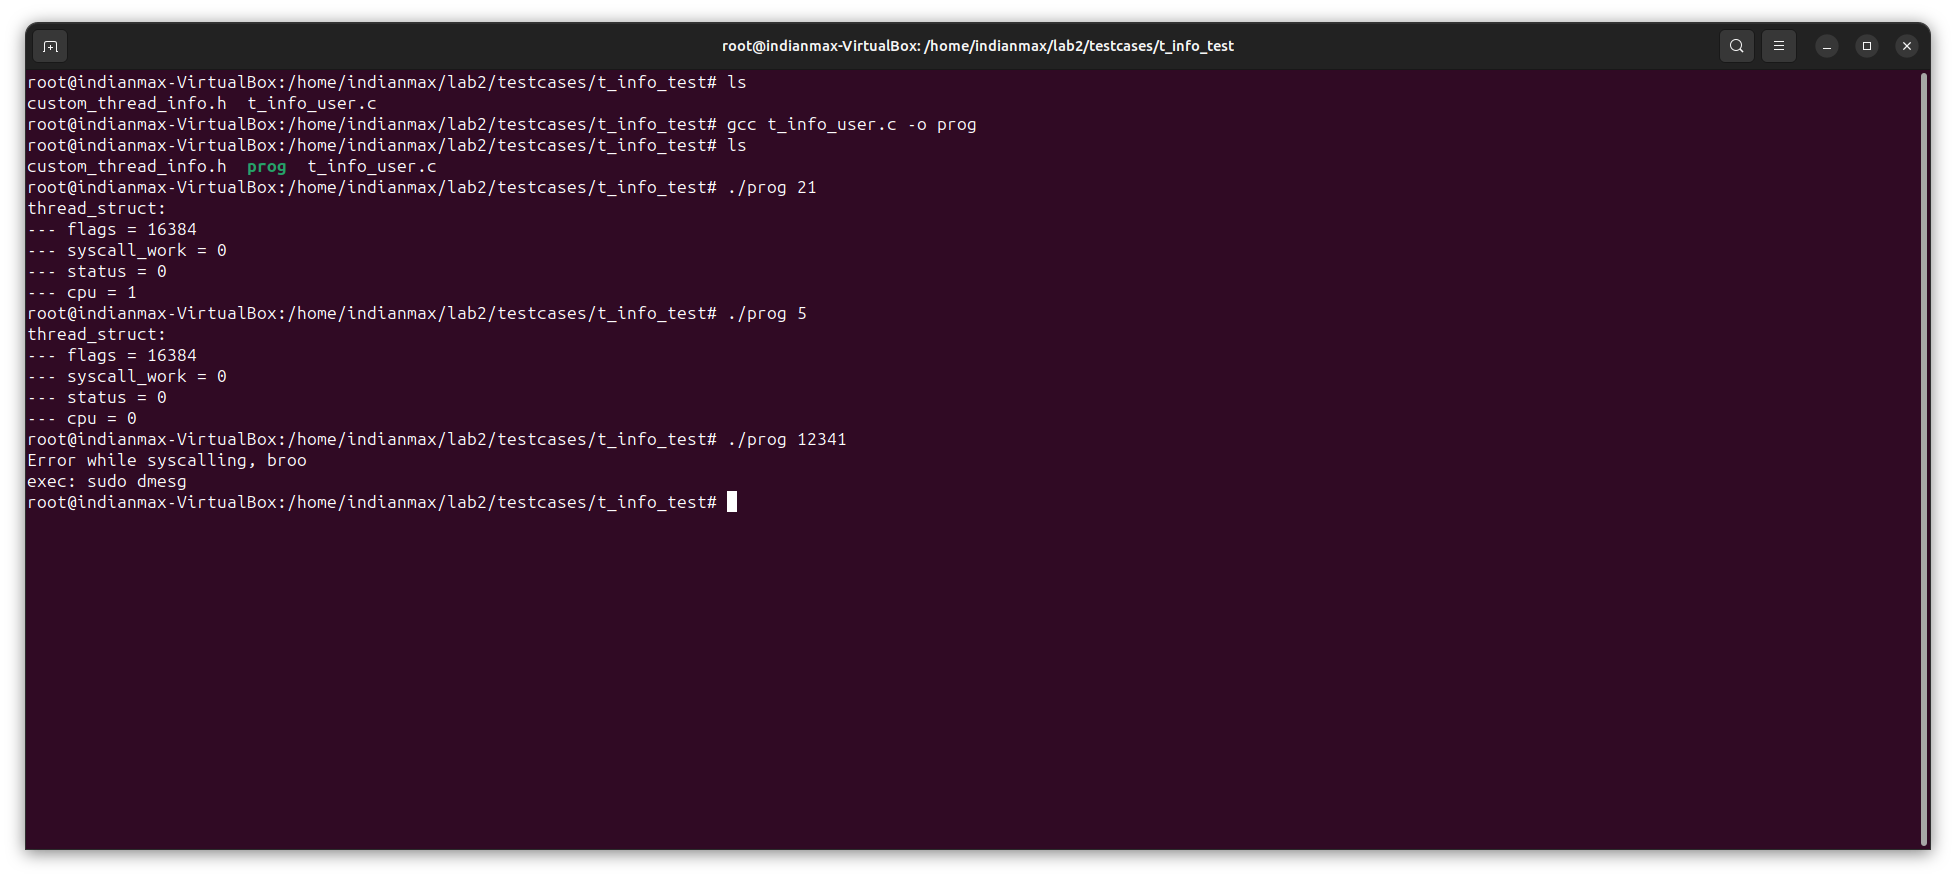 root@indianmax-VirtualBox: /home/indianmax/lab2/testcases/t_info_test
root@indianmax-VirtualBox:/home/indianmax/lab2/testcases/t_info_test# ls
custom_thread_info.h  t_info_user.c
root@indianmax-VirtualBox:/home/indianmax/lab2/testcases/t_info_test# gcc t_info_user.c -o prog
root@indianmax-VirtualBox:/home/indianmax/lab2/testcases/t_info_test# ls
custom_thread_info.h  prog  t_info_user.c
root@indianmax-VirtualBox:/home/indianmax/lab2/testcases/t_info_test# ./prog 21
thread_struct:
--- flags = 16384
--- syscall_work = 0
--- status = 0
--- cpu = 1
root@indianmax-VirtualBox:/home/indianmax/lab2/testcases/t_info_test# ./prog 5
thread_struct:
--- flags = 16384
--- syscall_work = 0
--- status = 0
--- cpu = 0
root@indianmax-VirtualBox:/home/indianmax/lab2/testcases/t_info_test# ./prog 12341
Error while syscalling, broo
exec: sudo dmesg
root@indianmax-VirtualBox:/home/indianmax/lab2/testcases/t_info_test#